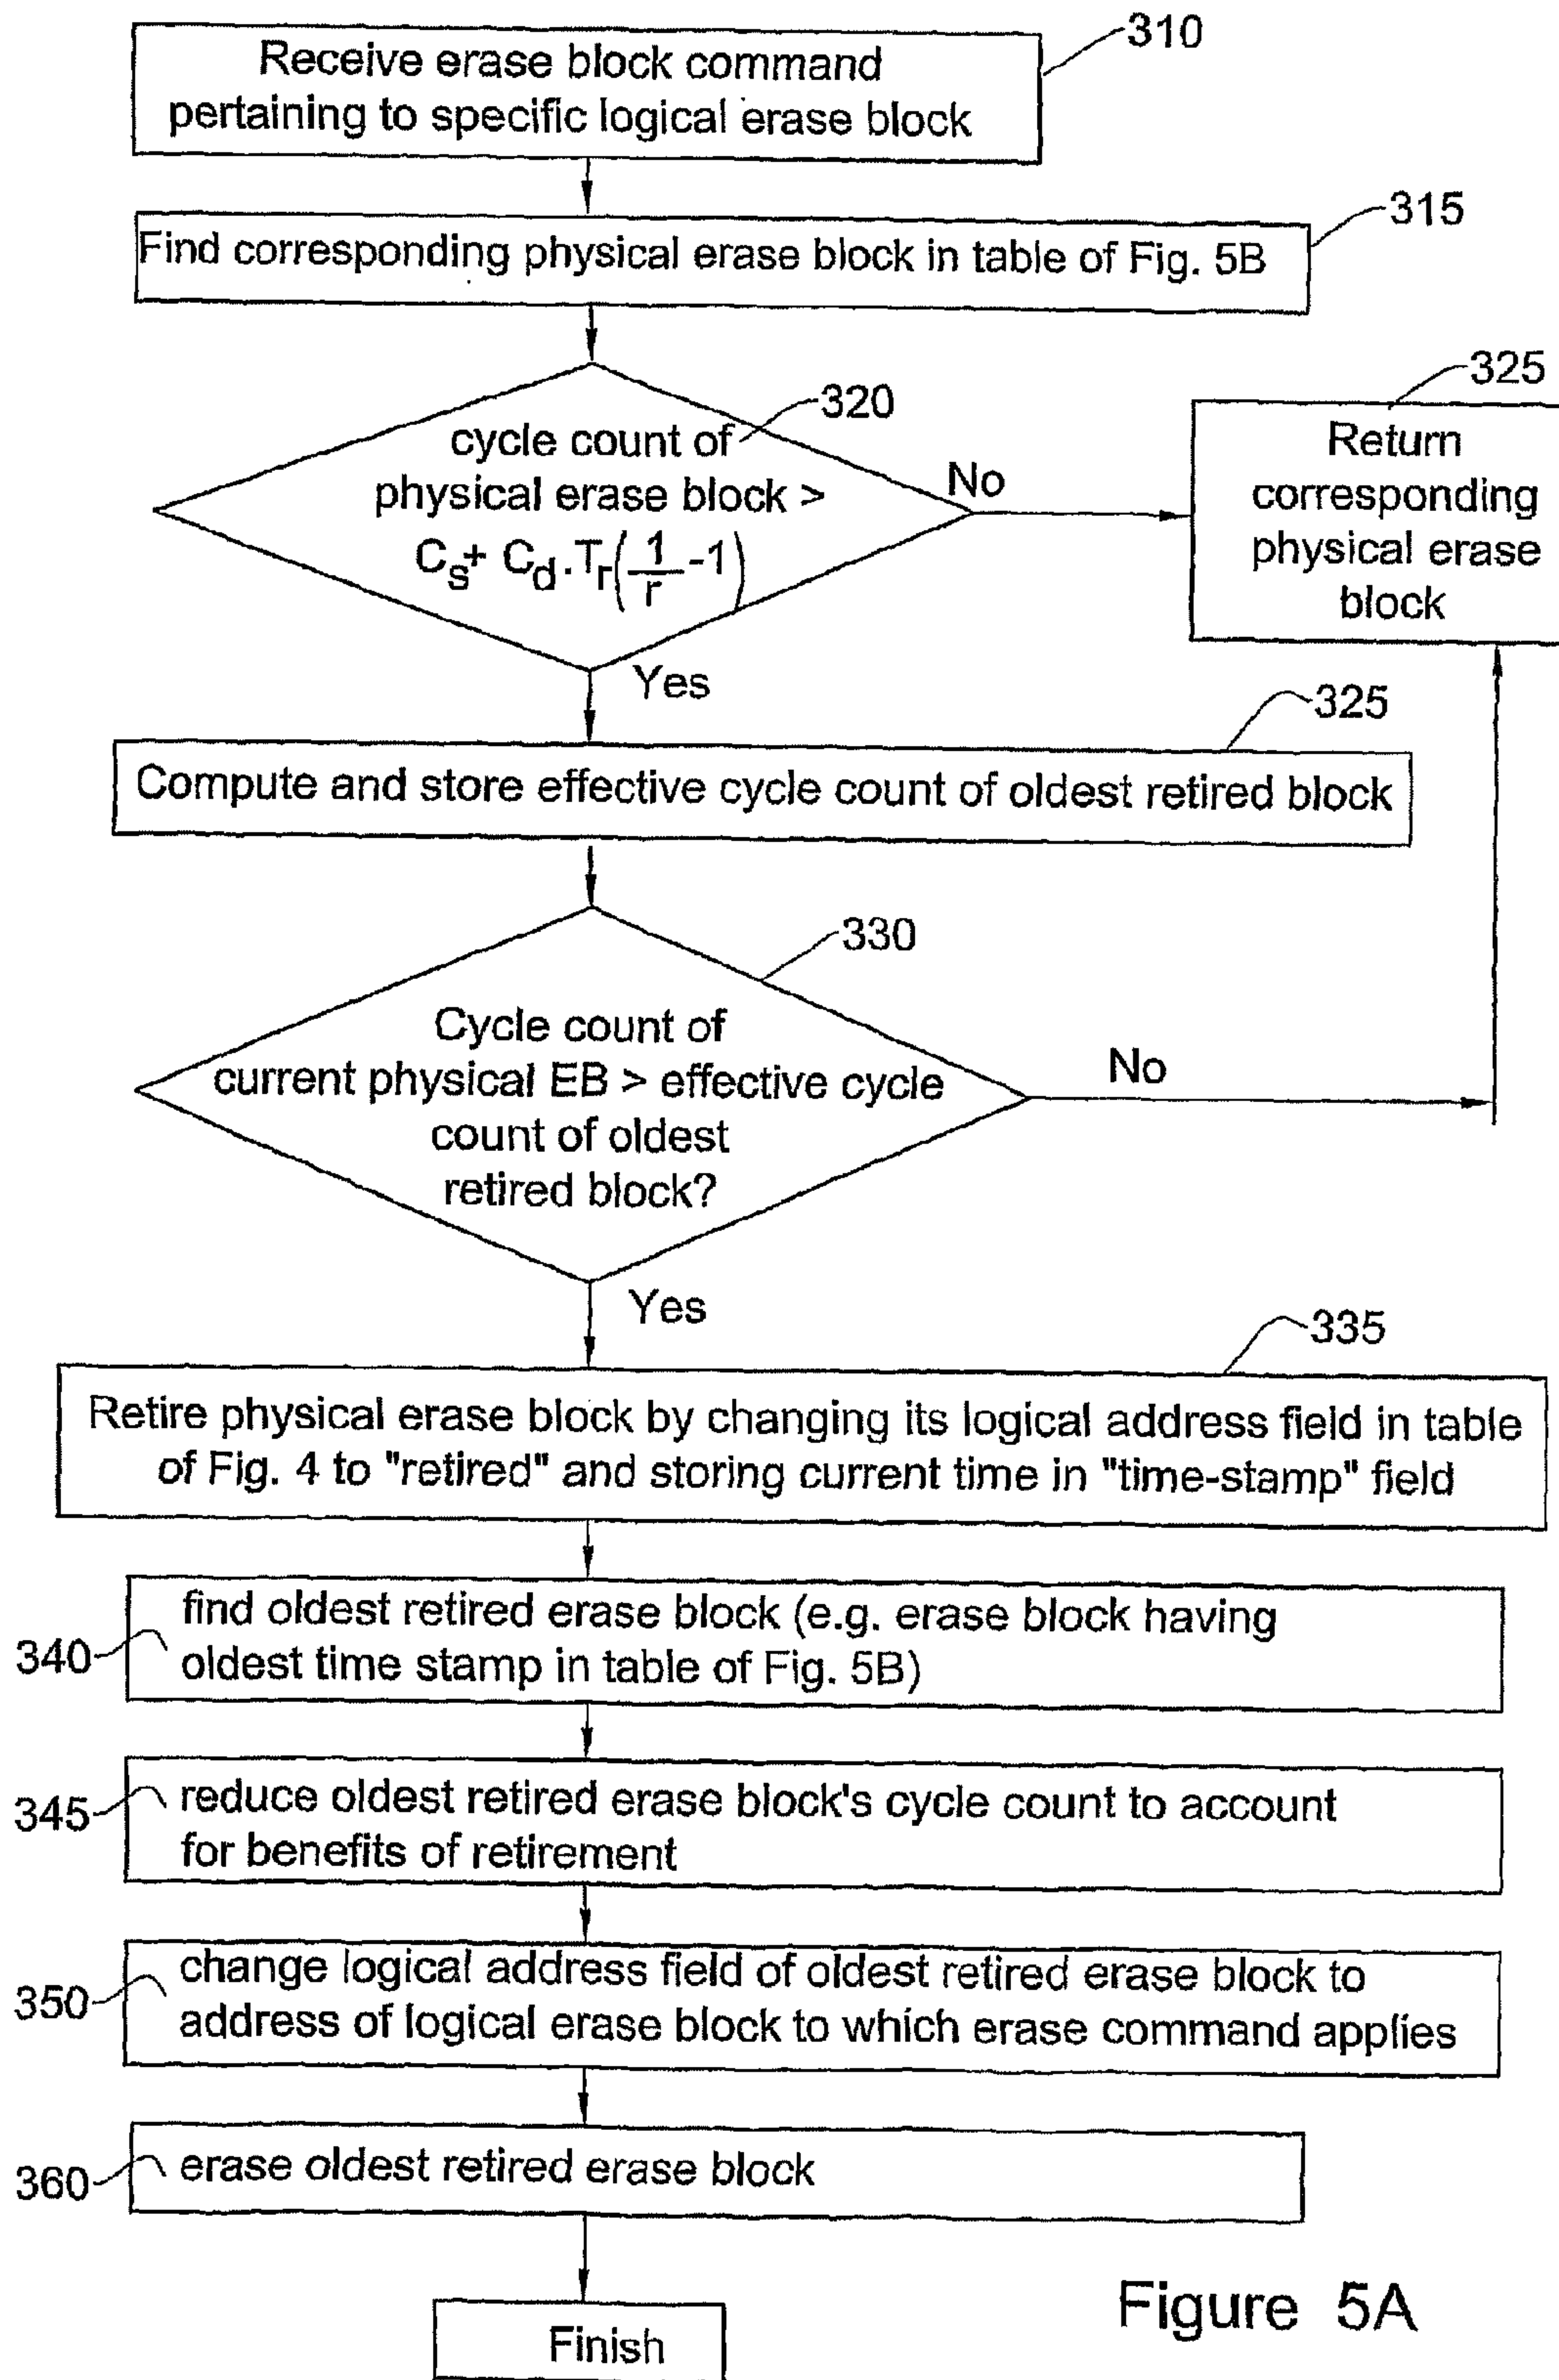 310
Receive erase block command
pertaining to specific logical erase block
315
Find corresponding physical erase block in table of Fig. 5B
320
cycle count of
physical erase block >
Cs+ Cd.Tr(1/r-1)
No
325
Return
corresponding
physical erase
block
Yes
325
Compute and store effective cycle count of oldest retired block
330
Cycle count of
current physical EB > effective cycle
count of oldest
retired block?
No
Yes
335
Retire physical erase block by changing its logical address field in table
of Fig. 4 to "retired" and storing current time in "time-stamp" field
340
find oldest retired erase block (e.g. erase block having
oldest time stamp in table of Fig. 5B)
345
reduce oldest retired erase block's cycle count to account
for benefits of retirement
350
change logical address field of oldest retired erase block to
address of logical erase block to which erase command applies
360
erase oldest retired erase block
Finish
Figure 5A